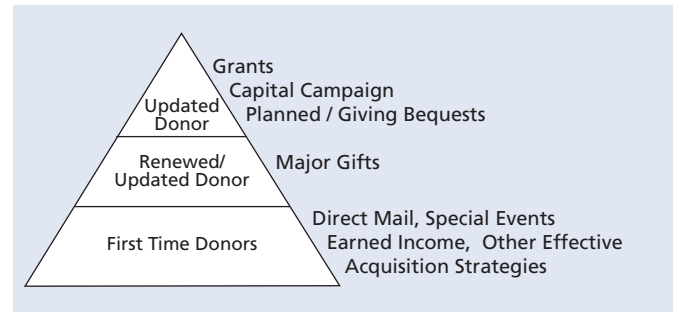 Grants
Capital Campaign
Planned / Giving Bequests
Updated
Donor
Renewed/
Updated Donor
Major Gifts
Direct Mail, Special Events
Earned Income, Other Effective
Acquisition Strategies
First Time Donors